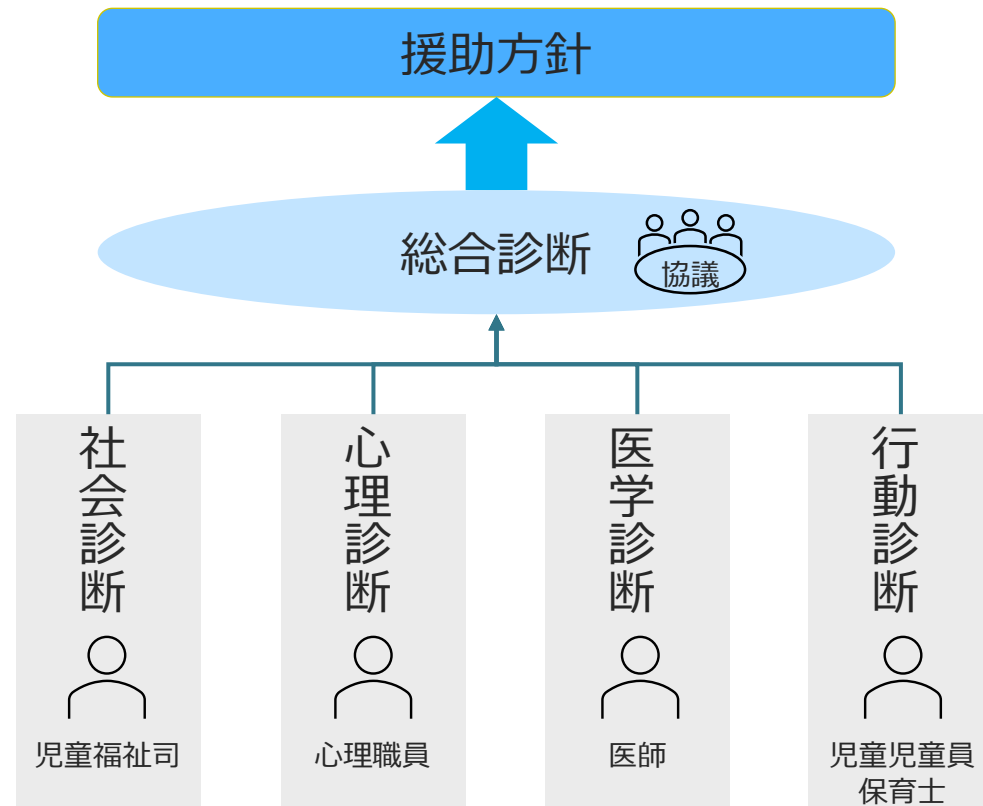 援助方針
総合診断
協議
社会診断
心理診断
医学診断
行動診断
児童福祉司
心理職員
医師
児童児童員
保育士